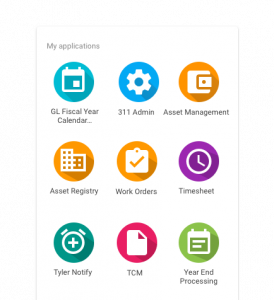 My applications
GL Fiscal Year
Calendar...
311 Admin
Asset Management
Asset Registry
Work Orders
Timesheet
Tyler Notify
TCM
Year End
Processing